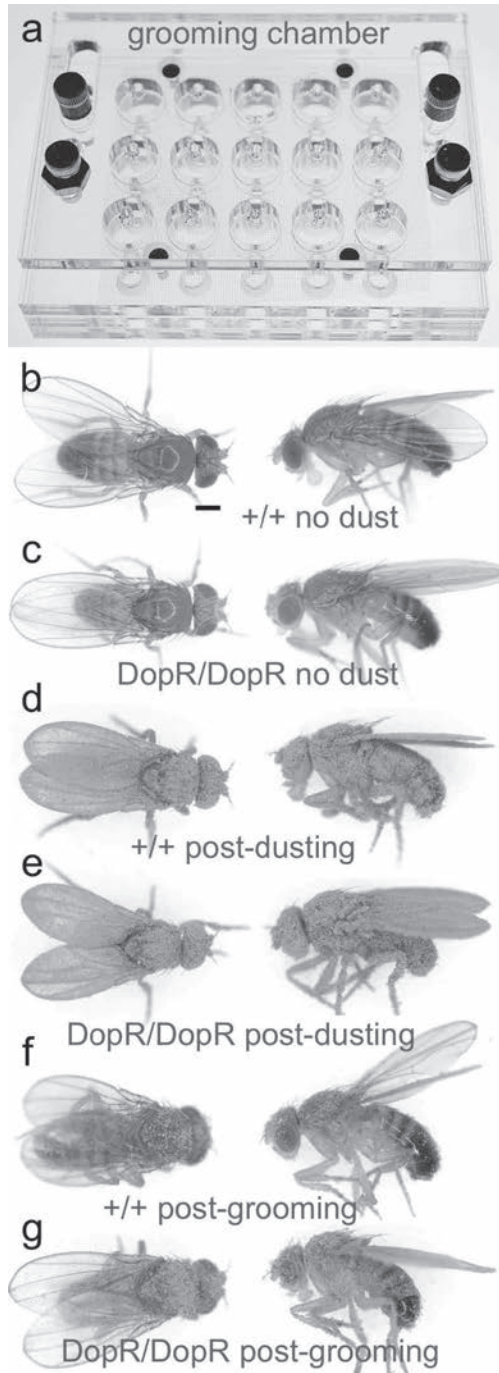 a
grooming chamber
b
+/+ no dust
c
DopR/DopR no dust
d
+/+ post-dusting
e
DopR/DopR post-dusting
f
+/+ post-grooming
g
DopR/DopR post-grooming